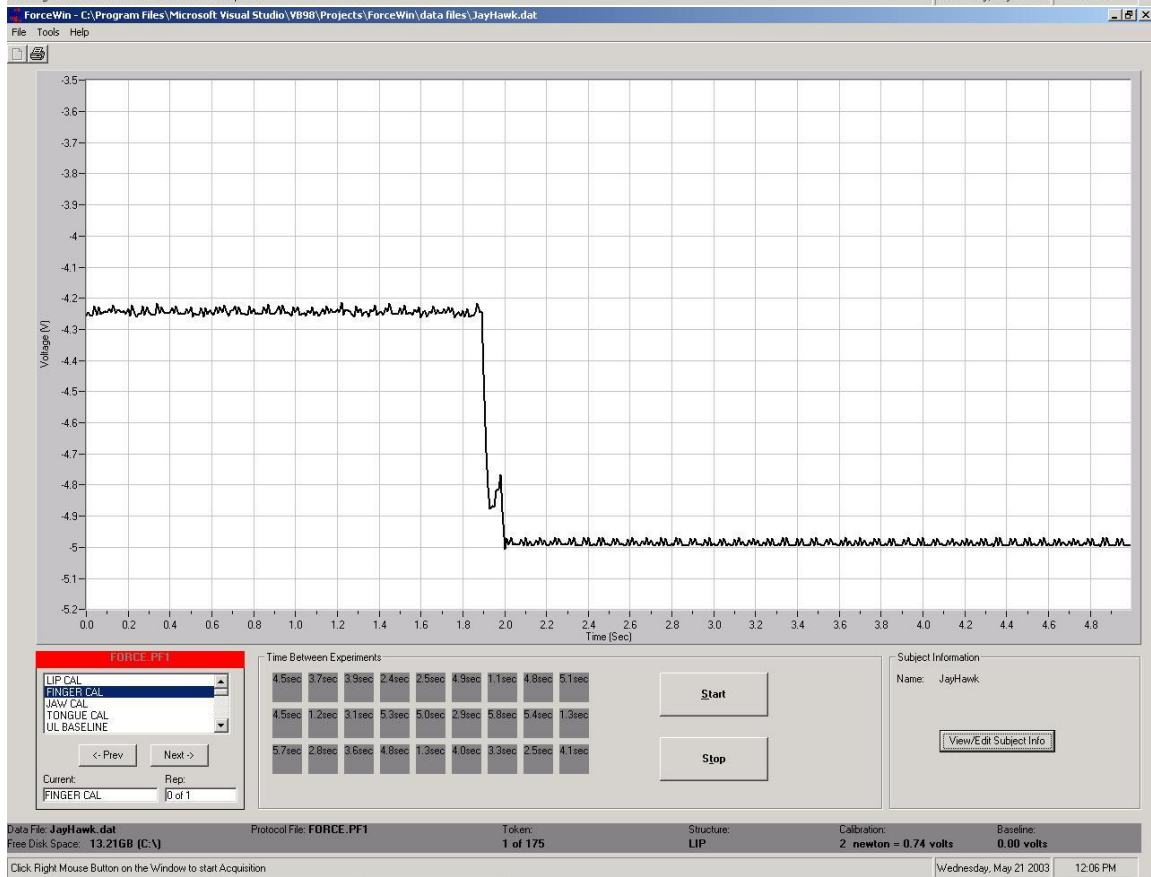 ForceWin - C:\Program Files\Microsoft Visual Studio\VB98\Projects\ForceWin\data files\JayHawk.dat
File Tools Help
-3.5
-3.6
-3.7
-3.8
-3.9
-4
-4.1
-4.2
-4.3
-4.4
-4.5
-4.6
-4.7
-4.8
-4.9
-5
-5.1
-5.2
Voltage (V)
0.0 0.2 0.4 0.6 0.8 1.0 1.2 1.4 1.6 1.8 2.0 2.2 2.4 2.6 2.8 3.0 3.2 3.4 3.6 3.8 4.0 4.2 4.4 4.6 4.8
Time (Sec)
FORCE.PF1
LIP CAL
FINGER CAL
JAW CAL
TONGUE CAL
UL BASELINE
<- Prev Next ->
Current: Rep:
FINGER CAL 0 of 1
Time Between Experiments
4.5sec 3.7sec 3.9sec 2.4sec 2.5sec 4.9sec 1.1sec 4.8sec 5.1sec
4.5sec 1.2sec 3.1sec 5.3sec 5.0sec 2.9sec 5.8sec 5.4sec 1.3sec
5.7sec 2.8sec 3.6sec 4.8sec 1.3sec 4.0sec 3.3sec 2.5sec 4.1sec
Start
Stop
Subject Information
Name: JayHawk
View/Edit Subject Info
Data File: JayHawk.dat Protocol File: FORCE.PF1 Token: Structure: Calibration: Baseline:
Free Disk Space: 13.21GB (C:\) 1 of 175 LIP 2 newton = 0.74 volts 0.00 volts
Click Right Mouse Button on the Window to start Acquisition Wednesday, May 21 2003 12:06 PM